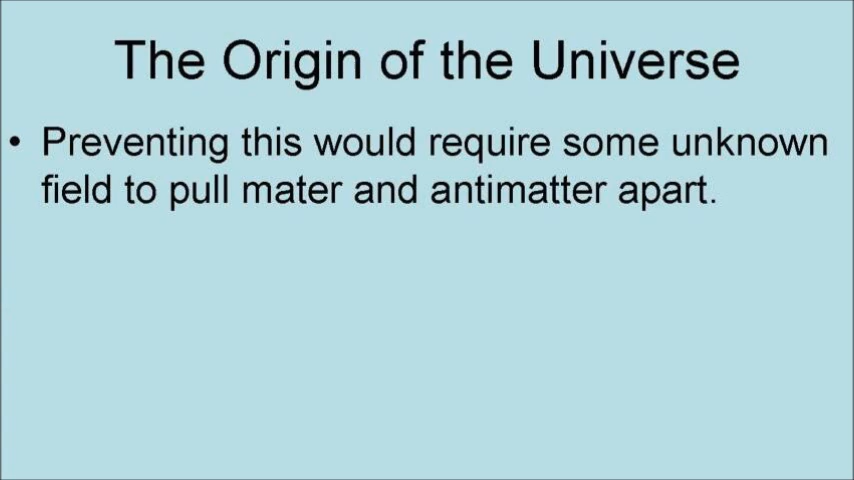 The Origin of the Universe
• Preventing this would require some unknown
field to pull mater and antimatter apart.